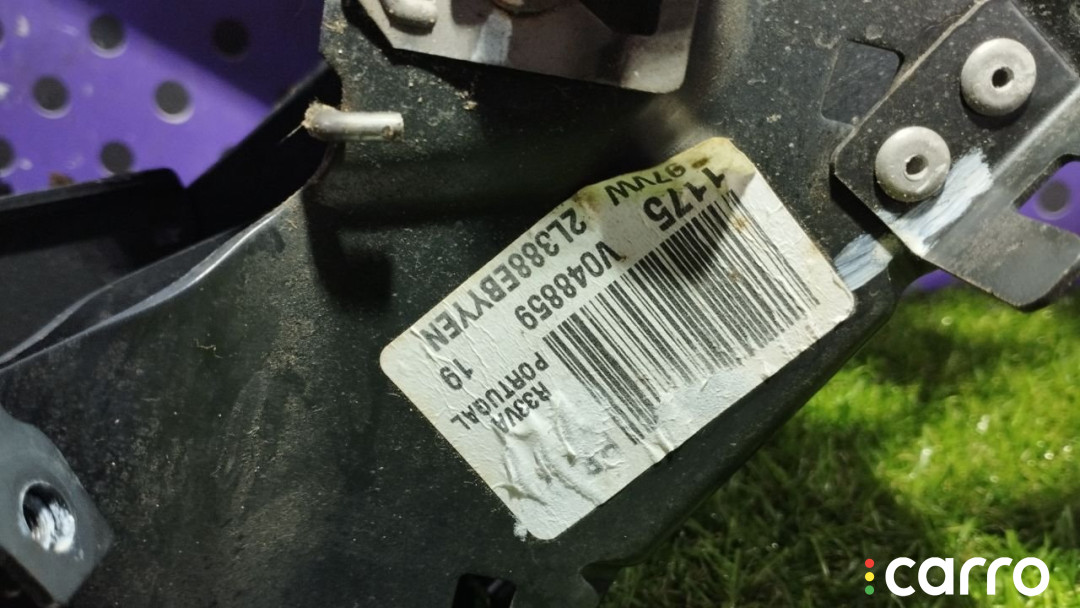 97VW 2L388EBYYEN
1175 V048859 19
PORTUGAL
R33VA
carro